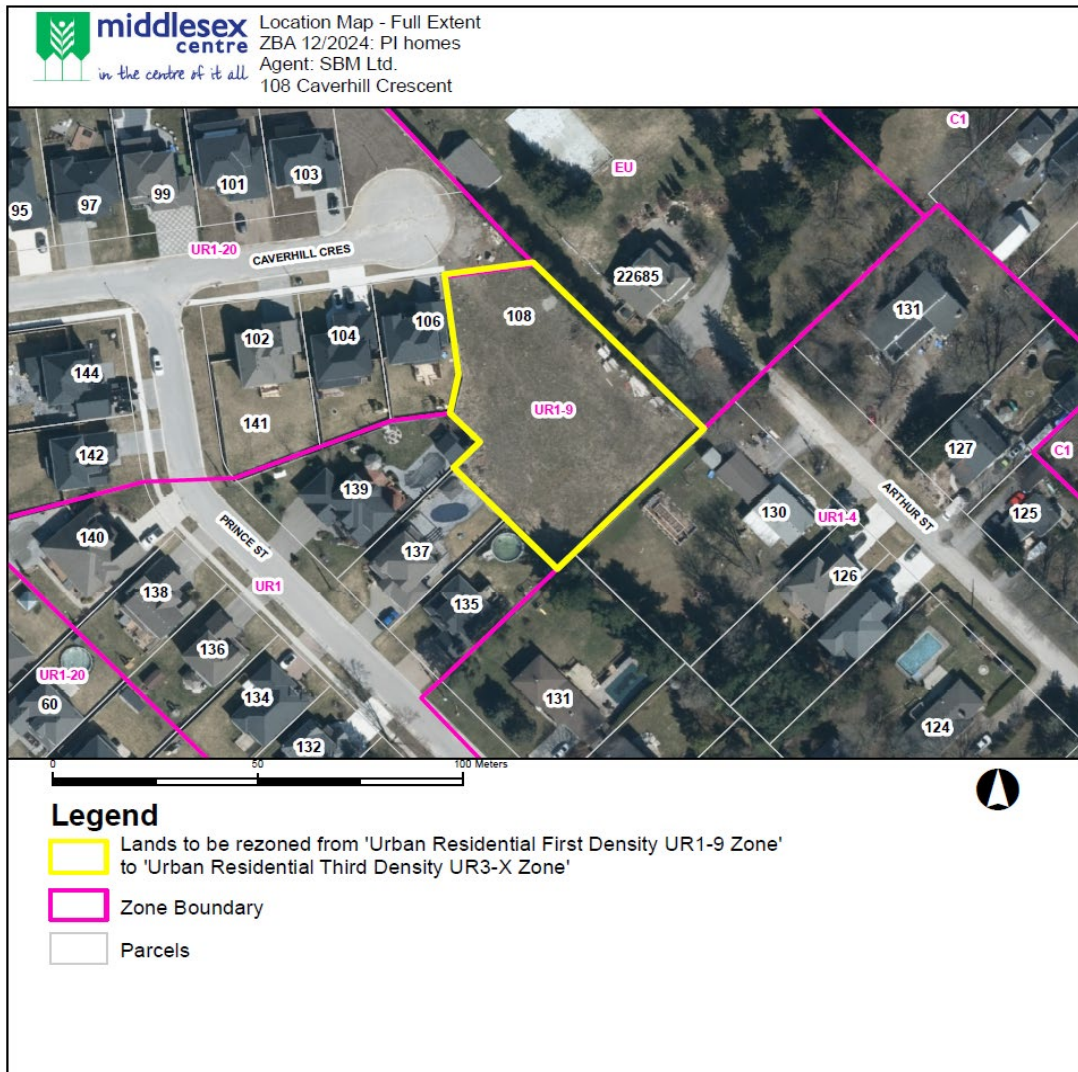 middlesex
centre
in the centre of it all
Location Map - Full Extent
ZBA 12/2024: PI homes
Agent: SBM Ltd.
108 Caverhill Crescent
C1
EU
103
101
99
97
95
UR1-20
CAVERHILL CRES
22685
108
131
106
104
102
144
UR1-9
141
142
127
C1
139
130
UR1-4
ARTHUR ST
125
140
PRINCE ST
137
126
138
UR1
135
136
UR1-20
60
134
131
124
132
0 50 100 Meters
Legend
Lands to be rezoned from 'Urban Residential First Density UR1-9 Zone'
to 'Urban Residential Third Density UR3-X Zone'
Zone Boundary
Parcels